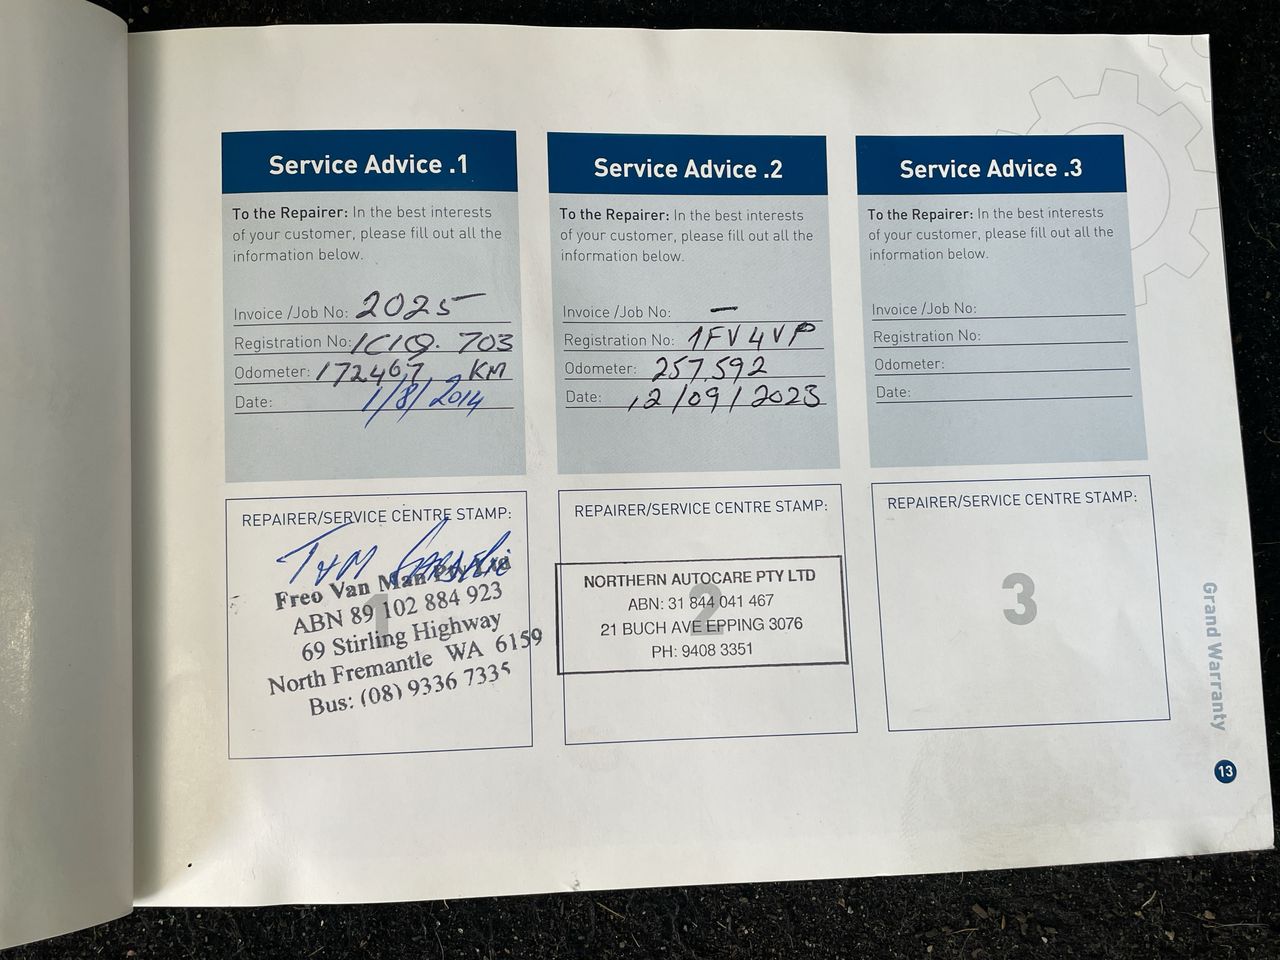 Service Advice .1
To the Repairer: In the best interests
of your customer, please fill out all the
information below.
Invoice /Job No: 2025
Registration No: 1CIQ. 703
Odometer: 172467 KM
Date: 1/8/2014
REPAIRER/SERVICE CENTRE STAMP:
Freo Van Man Pty Ltd
ABN 89 102 884 923
69 Stirling Highway
North Fremantle WA 6159
Bus: (08) 9336 7335
1
Service Advice .2
To the Repairer: In the best interests
of your customer, please fill out all the
information below.
Invoice /Job No: –
Registration No: 1FV4VP
Odometer: 257.592
Date: 12/09/2023
REPAIRER/SERVICE CENTRE STAMP:
NORTHERN AUTOCARE PTY LTD
ABN: 31 844 041 467
21 BUCH AVE EPPING 3076
PH: 9408 3351
2
Service Advice .3
To the Repairer: In the best interests
of your customer, please fill out all the
information below.
Invoice /Job No:
Registration No:
Odometer:
Date:
REPAIRER/SERVICE CENTRE STAMP:
3
Grand Warranty
13